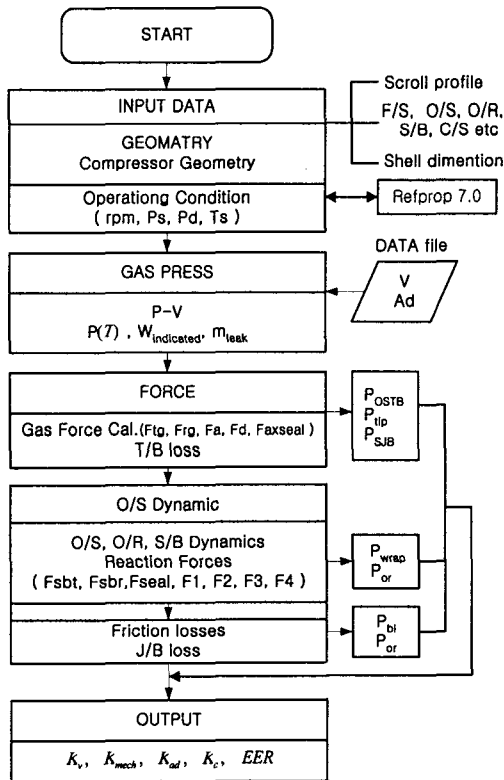 START
INPUT DATA
GEOMATRY
Compressor Geometry
Operationg Condition
( rpm, Ps, Pd, Ts )
Scroll profile
F/S, O/S, O/R,
S/B, C/S etc
Shell dimention
Refprop 7.0
DATA file
V
Ad
GAS PRESS
P-V
P(T) , Windicated, mleak
FORCE
Gas Force Cal.(Ftg, Frg, Fa, Fd, Faxseal )
T/B loss
POSTB
Ptip
PSJB
O/S Dynamic
O/S, O/R, S/B Dynamics
Reaction Forces
( Fsbt, Fsbr,Fseal, F1, F2, F3, F4 )
Pwrap
Por
Friction losses
J/B loss
Pbl
Por
OUTPUT
Kv, Kmech, Kad, Kc, EER